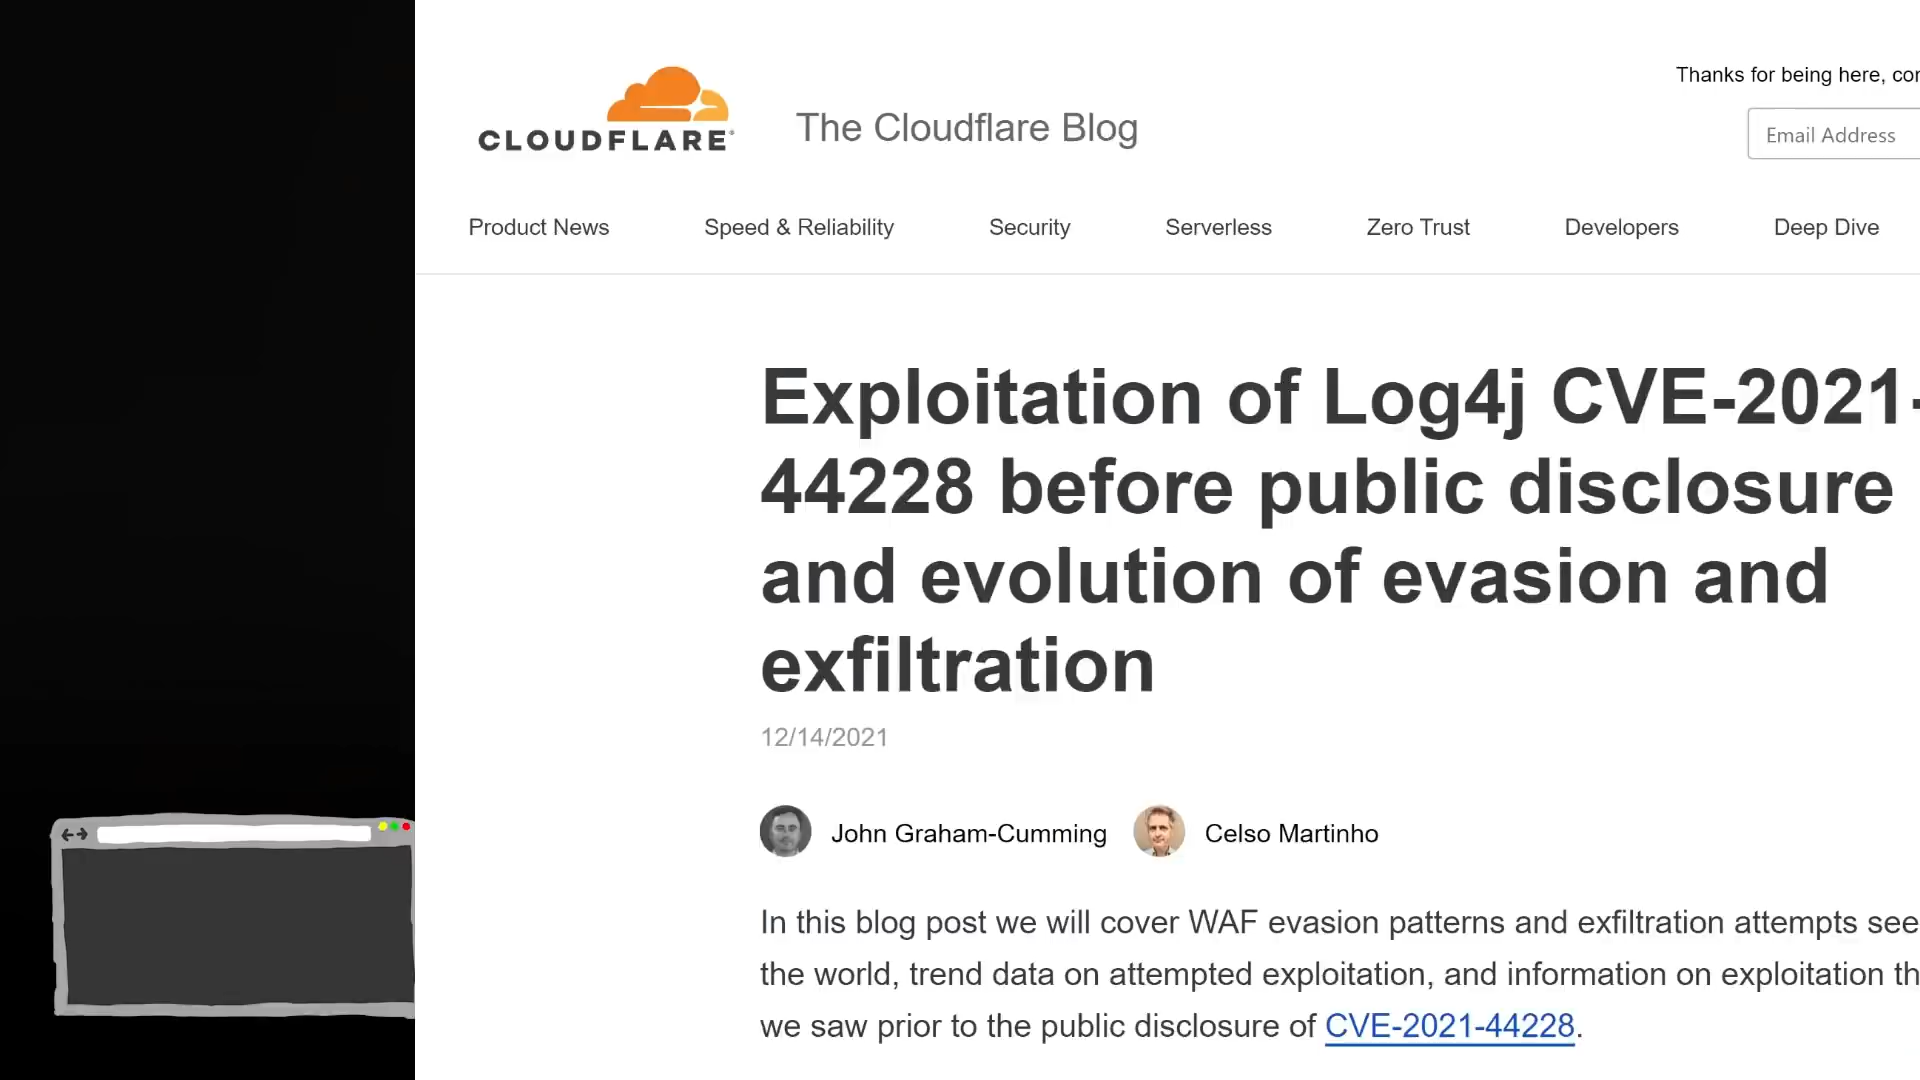 Thanks for being here,
CLOUDFLARE
The Cloudflare Blog
Email Address
Product News Speed & Reliability Security Serverless Zero Trust Developers Deep Dive
Exploitation of Log4j CVE-2021-
44228 before public disclosure
and evolution of evasion and
exfiltration
12/14/2021
John Graham-Cumming Celso Martinho
In this blog post we will cover WAF evasion patterns and exfiltration attempts
the world, trend data on attempted exploitation, and information on exploitation
we saw prior to the public disclosure of CVE-2021-44228.